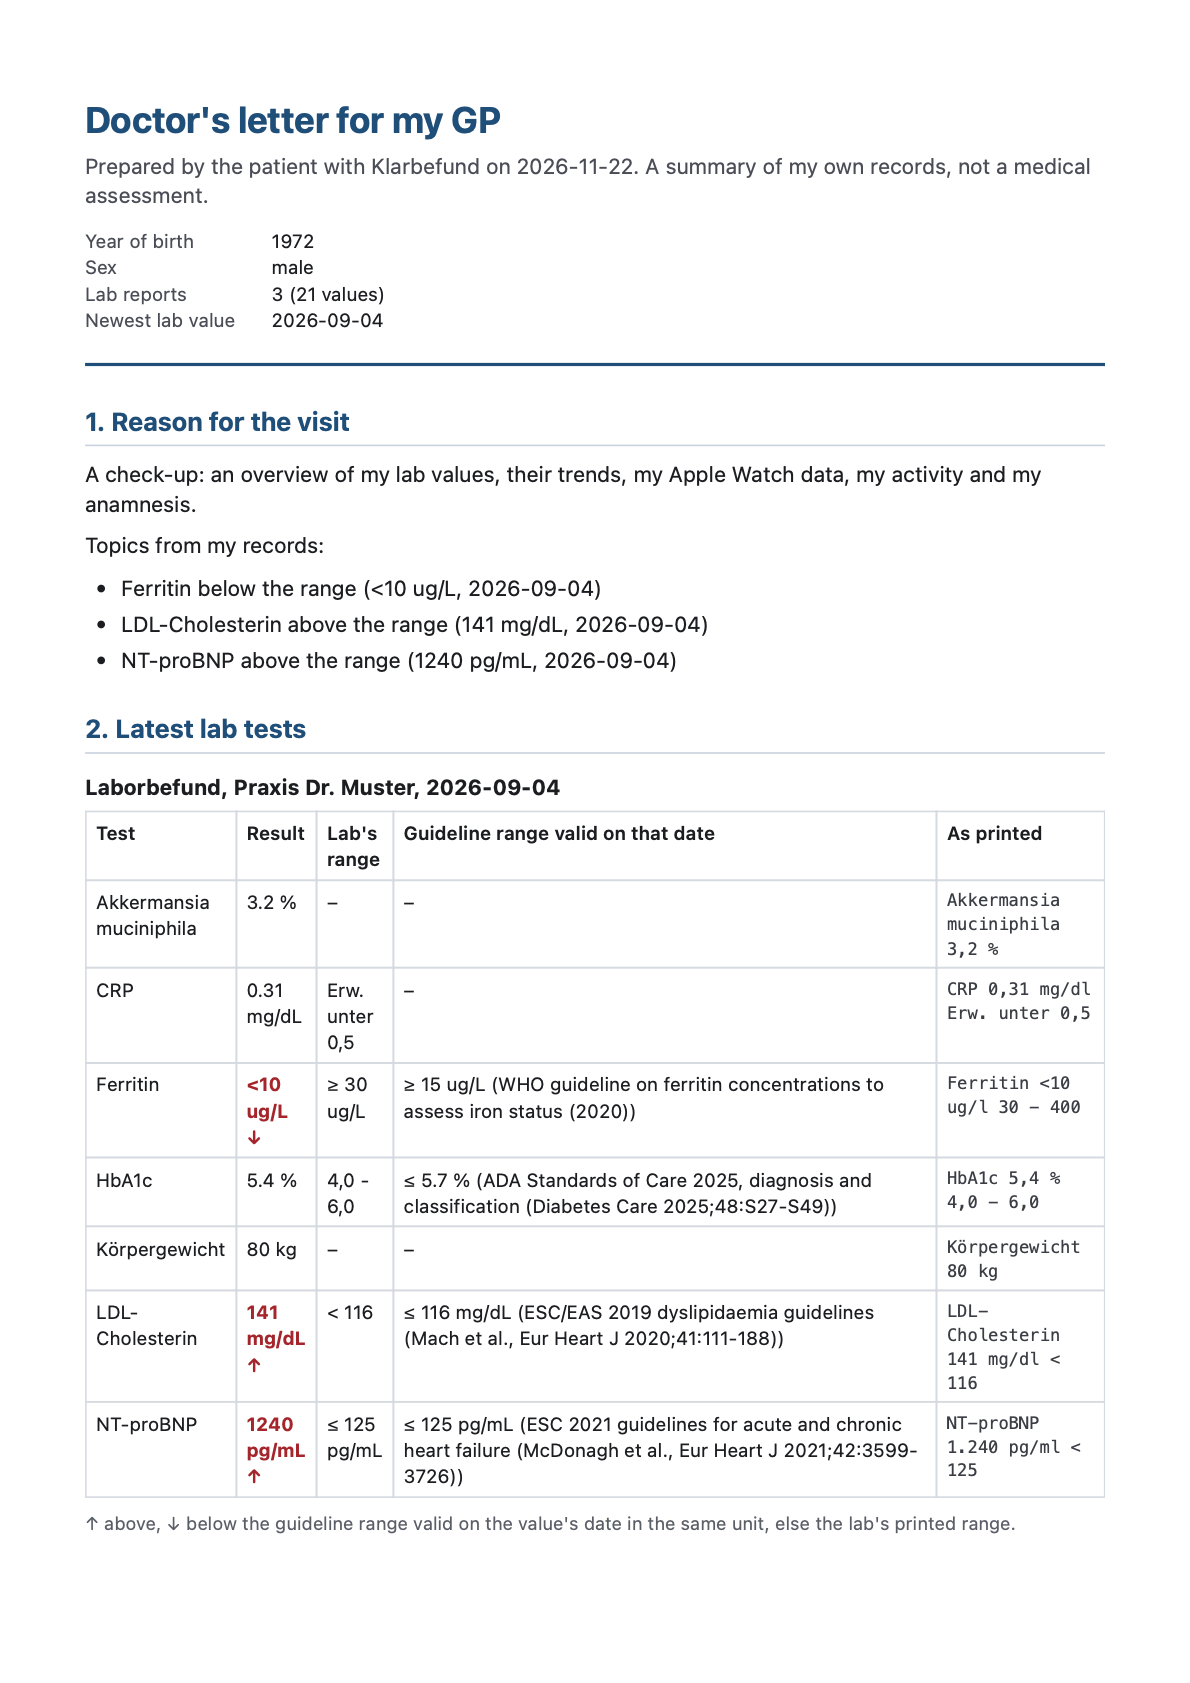 Doctor's letter for my GP
Prepared by the patient with Klarbefund on 2026-11-22. A summary of my own records, not a medical
assessment.
Year of birth 1972
Sex male
Lab reports 3 (21 values)
Newest lab value 2026-09-04
1. Reason for the visit
A check-up: an overview of my lab values, their trends, my Apple Watch data, my activity and my
anamnesis.
Topics from my records:
• Ferritin below the range (<10 ug/L, 2026-09-04)
• LDL-Cholesterin above the range (141 mg/dL, 2026-09-04)
• NT-proBNP above the range (1240 pg/mL, 2026-09-04)
2. Latest lab tests
Laborbefund, Praxis Dr. Muster, 2026-09-04
Test Result Lab's Guideline range valid on that date As printed
range
Akkermansia 3.2 % – – Akkermansia
muciniphila muciniphila
3,2 %
CRP 0.31 Erw. – CRP 0,31 mg/dl
mg/dL unter Erw. unter 0,5
0,5
Ferritin <10 ≥ 30 ≥ 15 ug/L (WHO guideline on ferritin concentrations to Ferritin <10
ug/L ug/L assess iron status (2020)) ug/l 30 – 400
↓
HbA1c 5.4 % 4,0 - ≤ 5.7 % (ADA Standards of Care 2025, diagnosis and HbA1c 5,4 %
6,0 classification (Diabetes Care 2025;48:S27-S49)) 4,0 – 6,0
Körpergewicht 80 kg – – Körpergewicht
80 kg
LDL- 141 < 116 ≤ 116 mg/dL (ESC/EAS 2019 dyslipidaemia guidelines LDL-
Cholesterin mg/dL (Mach et al., Eur Heart J 2020;41:111-188)) Cholesterin
↑ 141 mg/dl <
116
NT-proBNP 1240 ≤ 125 ≤ 125 pg/mL (ESC 2021 guidelines for acute and chronic NT-proBNP
pg/mL pg/mL heart failure (McDonagh et al., Eur Heart J 2021;42:3599- 1.240 pg/ml <
↑ 3726)) 125
↑ above, ↓ below the guideline range valid on the value's date in the same unit, else the lab's printed range.